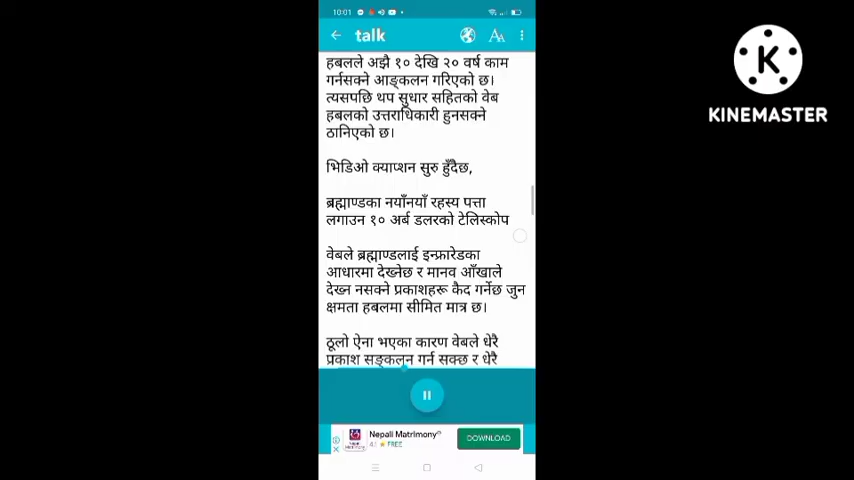 10:01
talk
हबलले अझै १० देखि २० वर्ष काम
गर्नसक्ने आङ्कलन गरिएको छ।
त्यसपछि थप सुधार सहितको वेब
हबलको उत्तराधिकारी हुनसक्ने
ठानिएको छ।
भिडिओ क्याप्शन सुरु हुँदैछ,
ब्रह्माण्डका नयाँनयाँ रहस्य पत्ता
लगाउन १० अर्ब डलरको टेलिस्कोप
वेबले ब्रह्माण्डलाई इन्फ्रारेडका
आधारमा देख्नेछ र मानव आँखाले
देख्न नसक्ने प्रकाशहरू कैद गर्नेछ जुन
क्षमता हबलमा सीमित मात्र छ।
ठूलो ऐना भएका कारण वेबले धेरै
प्रकाश सङ्कलन गर्न सक्छ र धेरै
Nepali Matrimony
FREE
DOWNLOAD
K
KINEMASTER